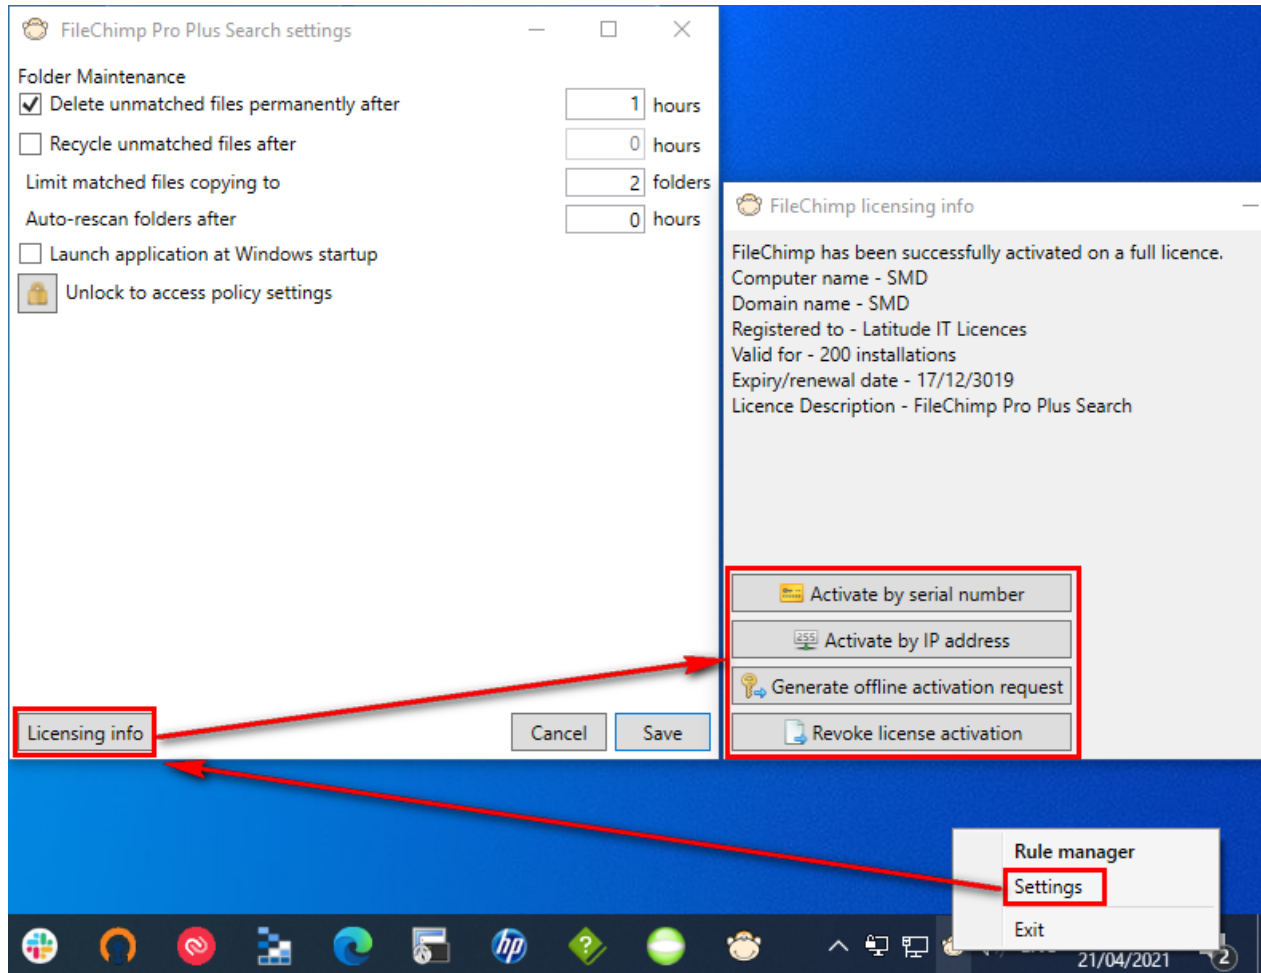 FileChimp Pro Plus Search settings
Folder Maintenance
Delete unmatched files permanently after 1 hours
Recycle unmatched files after 0 hours
Limit matched files copying to 2 folders
Auto-rescan folders after 0 hours
Launch application at Windows startup
Unlock to access policy settings
Licensing info Cancel Save
FileChimp licensing info
FileChimp has been successfully activated on a full licence.
Computer name - SMD
Domain name - SMD
Registered to - Latitude IT Licences
Valid for - 200 installations
Expiry/renewal date - 17/12/3019
Licence Description - FileChimp Pro Plus Search
Activate by serial number
255 Activate by IP address
Generate offline activation request
Revoke license activation
Rule manager
Settings
Exit
hp ?
21/04/2021 2